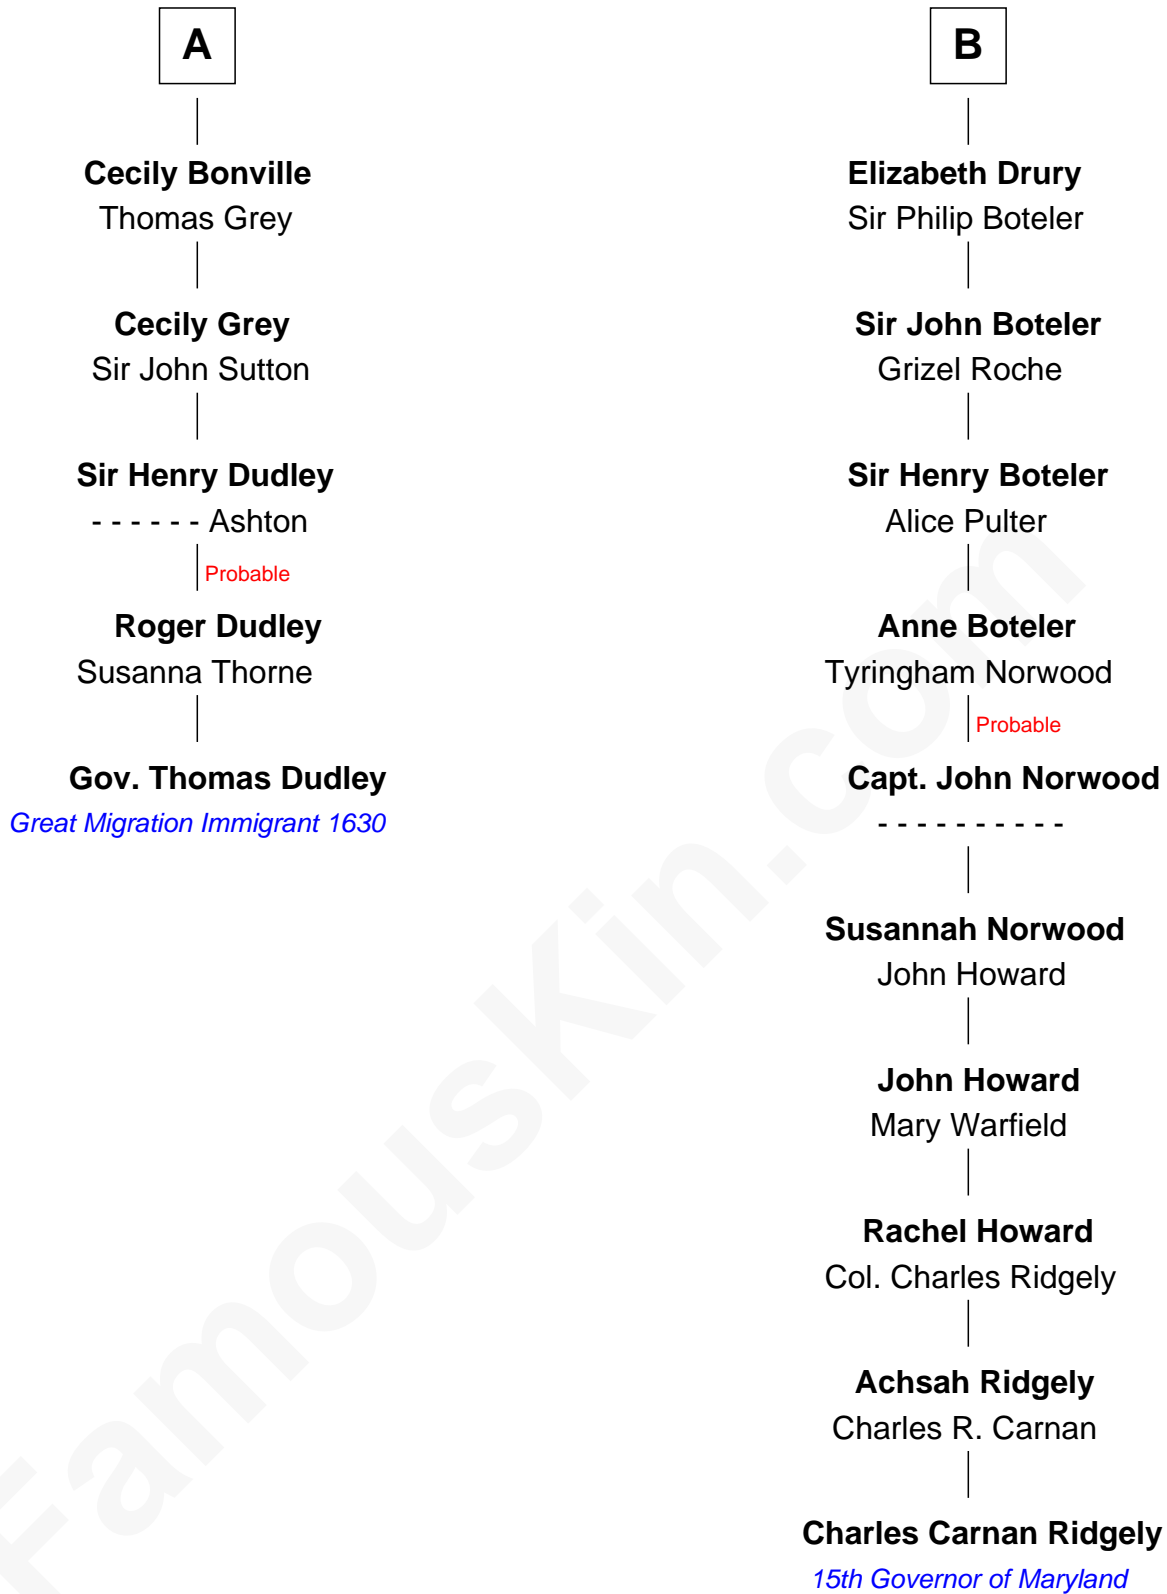 A
Cecily Bonville
Thomas Grey
Cecily Grey
Sir John Sutton
Sir Henry Dudley
- - - - - - Ashton
Probable
Roger Dudley
Susanna Thorne
Gov. Thomas Dudley
Great Migration Immigrant 1630
B
Elizabeth Drury
Sir Philip Boteler
Sir John Boteler
Grizel Roche
Sir Henry Boteler
Alice Pulter
Anne Boteler
Tyringham Norwood
Probable
Capt. John Norwood
- - - - - - - - - -
Susannah Norwood
John Howard
John Howard
Mary Warfield
Rachel Howard
Col. Charles Ridgely
Achsah Ridgely
Charles R. Carnan
Charles Carnan Ridgely
15th Governor of Maryland
FamousKin.com